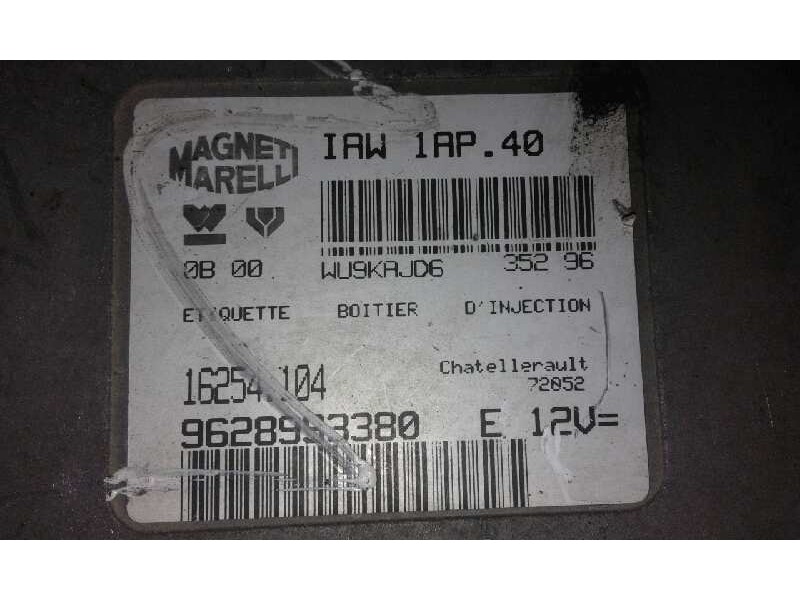 MAGNETI
MARELLI
IAW 1AP.40
0B 00
WU9KAJD6
352 96
ETIQUETTE BOITIER D'INJECTION
Chatellerault
72052
E 12V=